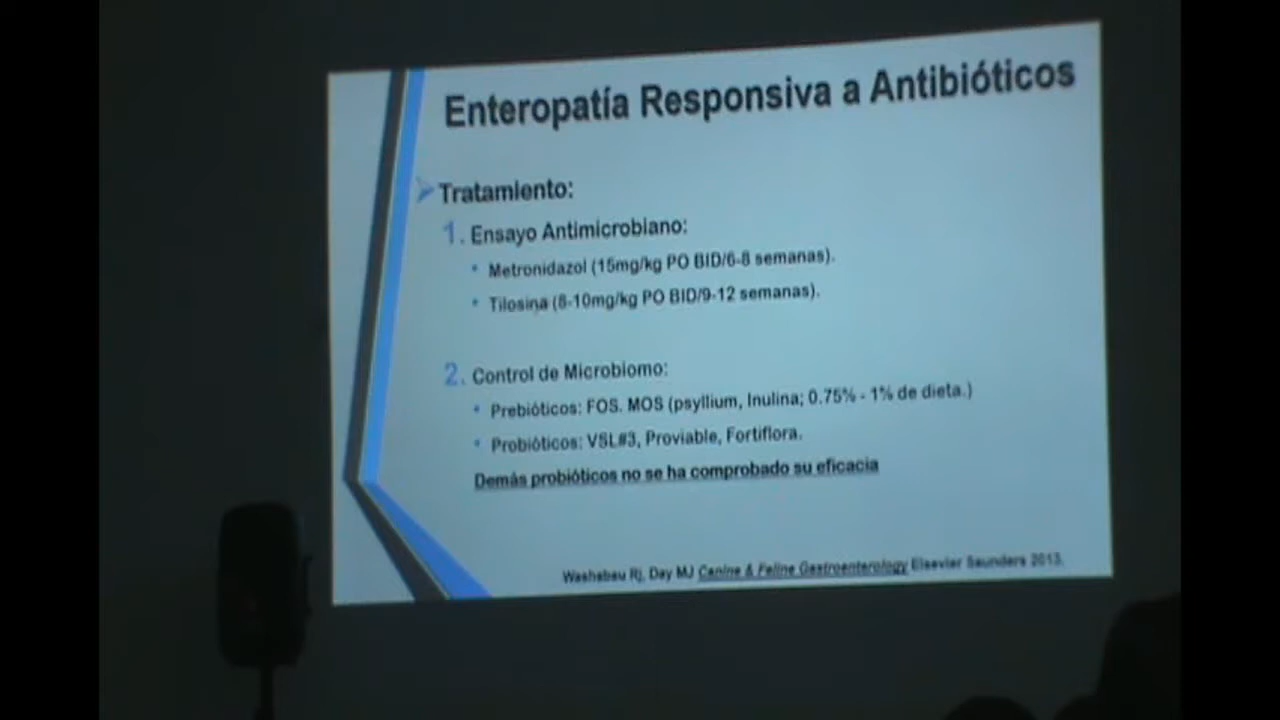 Enteropatía Responsiva a Antibióticos
Tratamiento:
1. Ensayo Antimicrobiano:
• Metronidazol (15mg/kg PO BID/6-8 semanas).
• Tilosina (8-10mg/kg PO BID/9-12 semanas).
2. Control de Microbiomo:
• Prebióticos: FOS. MOS (psyllium, Inulina; 0.75% - 1% de dieta.)
• Probióticos: VSL#3, Proviable, Fortiflora.
Demás probióticos no se ha comprobado su eficacia
Washabau Rj, Day MJ Canine & Feline Gastroenterology Elsevier Saunders 2013.